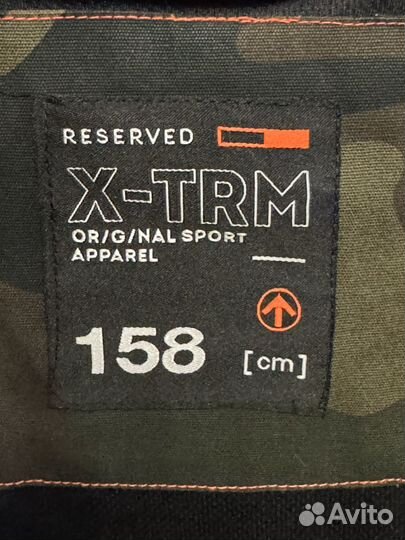 RESERVED
X-TRM
OR/G/NAL SPORT
APPAREL
158 [cm]
Avito